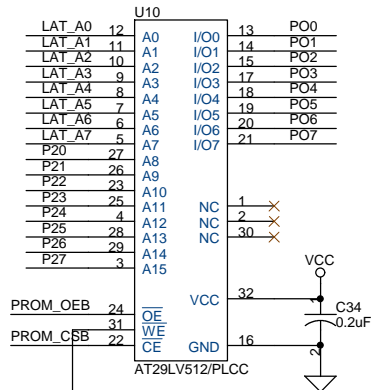 U10
LAT_A0 12 A0 I/O0 13 PO0
LAT_A1 11 A1 I/O1 14 PO1
LAT_A2 10 A2 I/O2 15 PO2
LAT_A3 9 A3 I/O3 17 PO3
LAT_A4 8 A4 I/O4 18 PO4
LAT_A5 7 A5 I/O5 19 PO5
LAT_A6 6 A6 I/O6 20 PO6
LAT_A7 5 A7 I/O7 21 PO7
P20 27 A8
P21 26 A9
P22 23 A10
P23 25 A11 NC 1
P24 4 A12 NC 2
P25 28 A13 NC 30
P26 29 A14
P27 3 A15
VCC
VCC 32 1
C34
0.2uF
PROM_OEB 24 OE
31 WE
PROM_CSB 22 CE GND 16 2
AT29LV512/PLCC